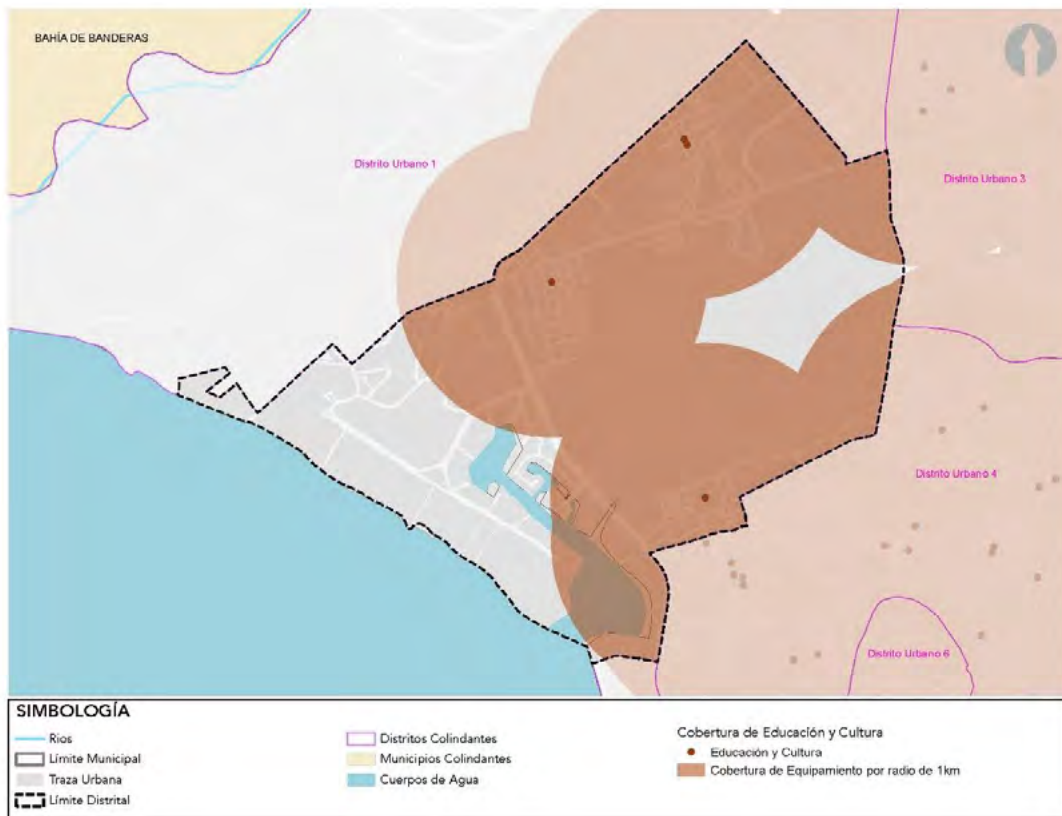 BAHÍA DE BANDERAS
Distrito Urbano 1
Distrito Urbano 3
Distrito Urbano 4
Distrito Urbano 6
SIMBOLOGÍA
Rios
Límite Municipal
Traza Urbana
Límite Distrital
Distritos Colindantes
Municipios Colindantes
Cuerpos de Agua
Cobertura de Educación y Cultura
Educación y Cultura
Cobertura de Equipamiento por radio de 1km